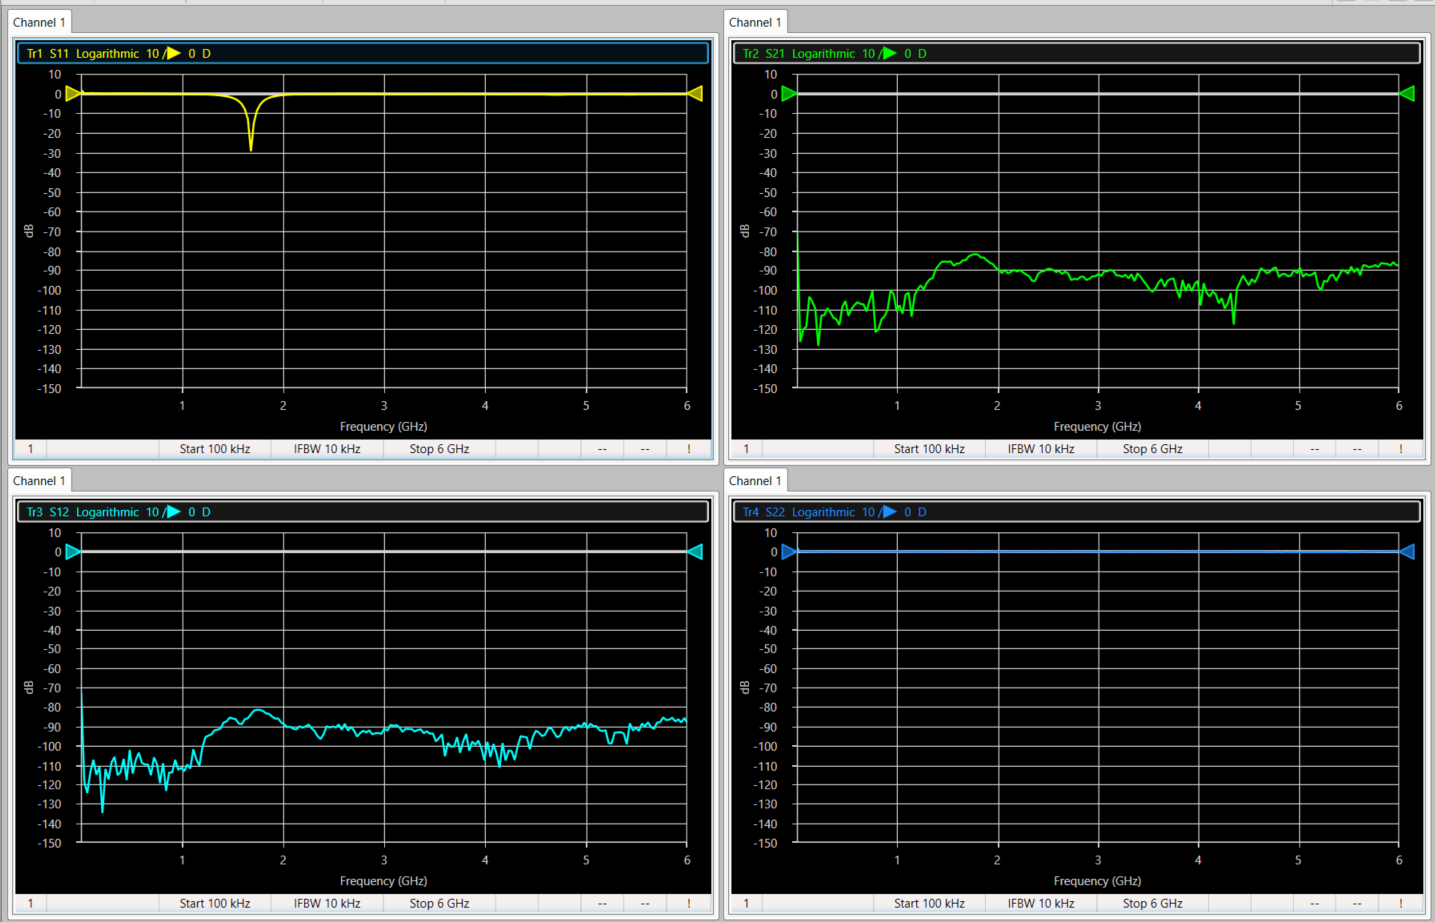 Channel 1
Tr1 S11 Logarithmic 10 / 0 D
10
0
-10
-20
-30
-40
-50
-60
-70
-80
-90
-100
-110
-120
-130
-140
-150
dB
1 2 3 4 5 6
Frequency (GHz)
1 Start 100 kHz IFBW 10 kHz Stop 6 GHz -- -- !
Channel 1
Tr2 S21 Logarithmic 10 / 0 D
10
0
-10
-20
-30
-40
-50
-60
-70
-80
-90
-100
-110
-120
-130
-140
-150
dB
1 2 3 4 5 6
Frequency (GHz)
1 Start 100 kHz IFBW 10 kHz Stop 6 GHz -- -- !
Channel 1
Tr3 S12 Logarithmic 10 / 0 D
10
0
-10
-20
-30
-40
-50
-60
-70
-80
-90
-100
-110
-120
-130
-140
-150
dB
1 2 3 4 5 6
Frequency (GHz)
1 Start 100 kHz IFBW 10 kHz Stop 6 GHz -- -- !
Channel 1
Tr4 S22 Logarithmic 10 / 0 D
10
0
-10
-20
-30
-40
-50
-60
-70
-80
-90
-100
-110
-120
-130
-140
-150
dB
1 2 3 4 5 6
Frequency (GHz)
1 Start 100 kHz IFBW 10 kHz Stop 6 GHz -- -- !